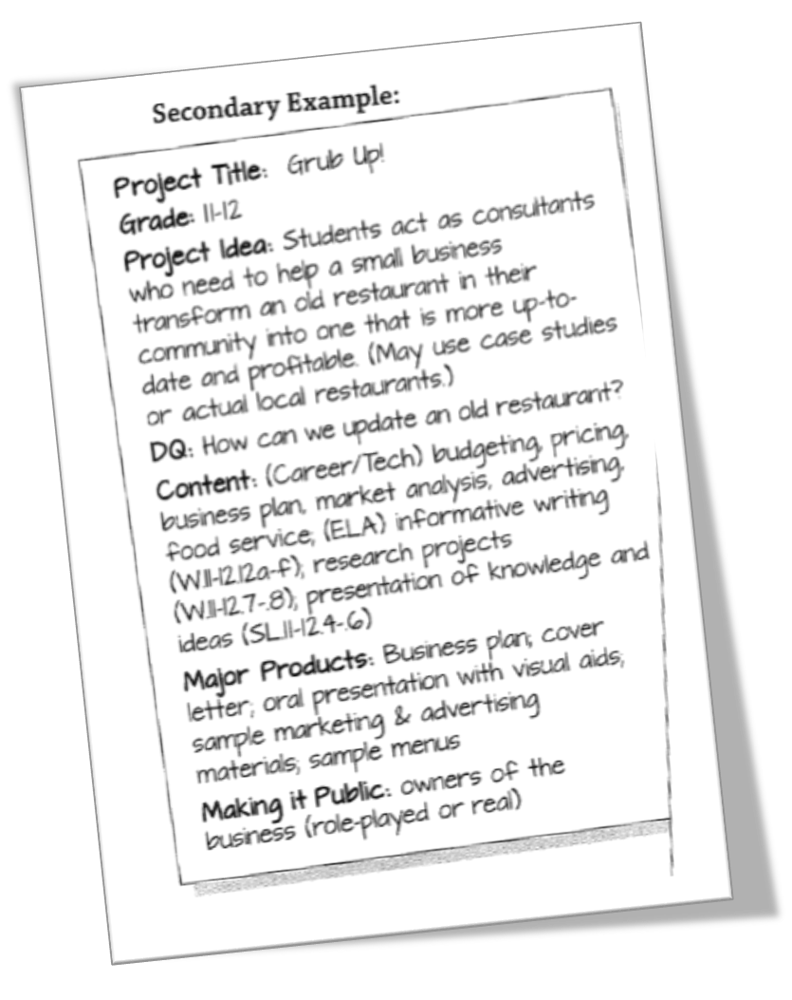 Secondary Example:
Project Title: Grub Up!
Grade: 11-12
Project Idea: Students act as consultants
who need to help a small business
transform an old restaurant in their
community into one that is more up-to-
date and profitable. (May use case studies
or actual local restaurants.)
DQ: How can we update an old restaurant?
Content: (Career/Tech) budgeting, pricing,
business plan, market analysis, advertising,
food service; (ELA) informative writing
(W.11-12.12a-f); research projects
(W.11-12.7-.8); presentation of knowledge and
ideas (SL.11-12.4-.6)
Major Products: Business plan; cover
letter; oral presentation with visual aids;
sample marketing & advertising
materials; sample menus
Making it Public: owners of the
business (role-played or real)